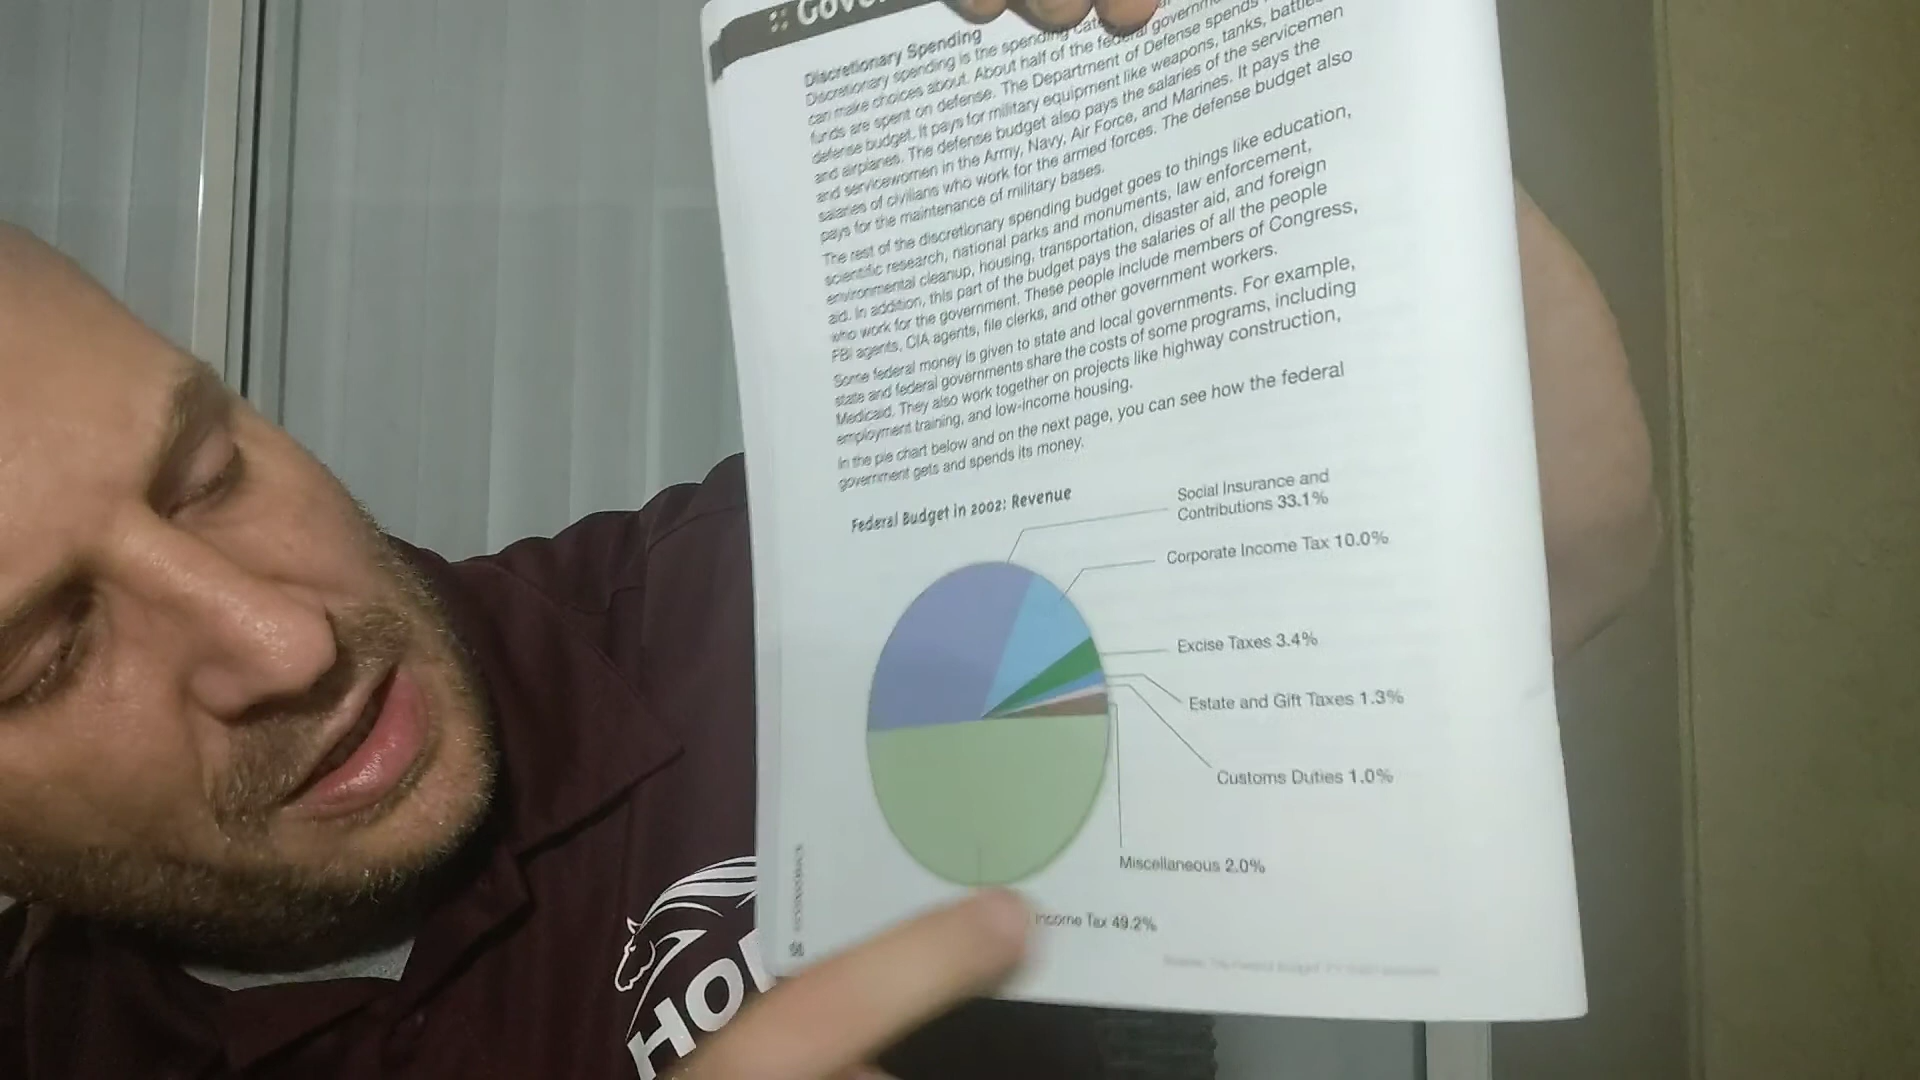 Discretionary Spending
Discretionary spending is the spending
can make choices about. About half of the federal
funds are spent on defense. The Department of Defense spends
defense budget. It pays for military equipment like weapons, tanks,
and airplanes. The defense budget also pays the salaries of the servicemen
and servicewomen in the Army, Navy, Air Force, and Marines. It pays the
salaries of civilians who work for the armed forces. The defense budget also
pays for the maintenance of military bases.
The rest of the discretionary spending budget goes to things like education,
scientific research, national parks and monuments, law enforcement,
environmental cleanup, housing, transportation, disaster aid, and foreign
aid. In addition, this part of the budget pays the salaries of all the people
who work for the government. These people include members of Congress,
FBI agents, CIA agents, file clerks, and other government workers.
Some federal money is given to state and local governments. For example,
state and federal governments share the costs of some programs, including
Medicaid. They also work together on projects like highway construction,
employment training, and low-income housing.
In the pie chart below and on the next page, you can see how the federal
government gets and spends its money.
Federal Budget in 2002: Revenue
Social Insurance and
Contributions 33.1%
Corporate Income Tax 10.0%
Excise Taxes 3.4%
Estate and Gift Taxes 1.3%
Customs Duties 1.0%
Miscellaneous 2.0%
Income Tax 49.2%